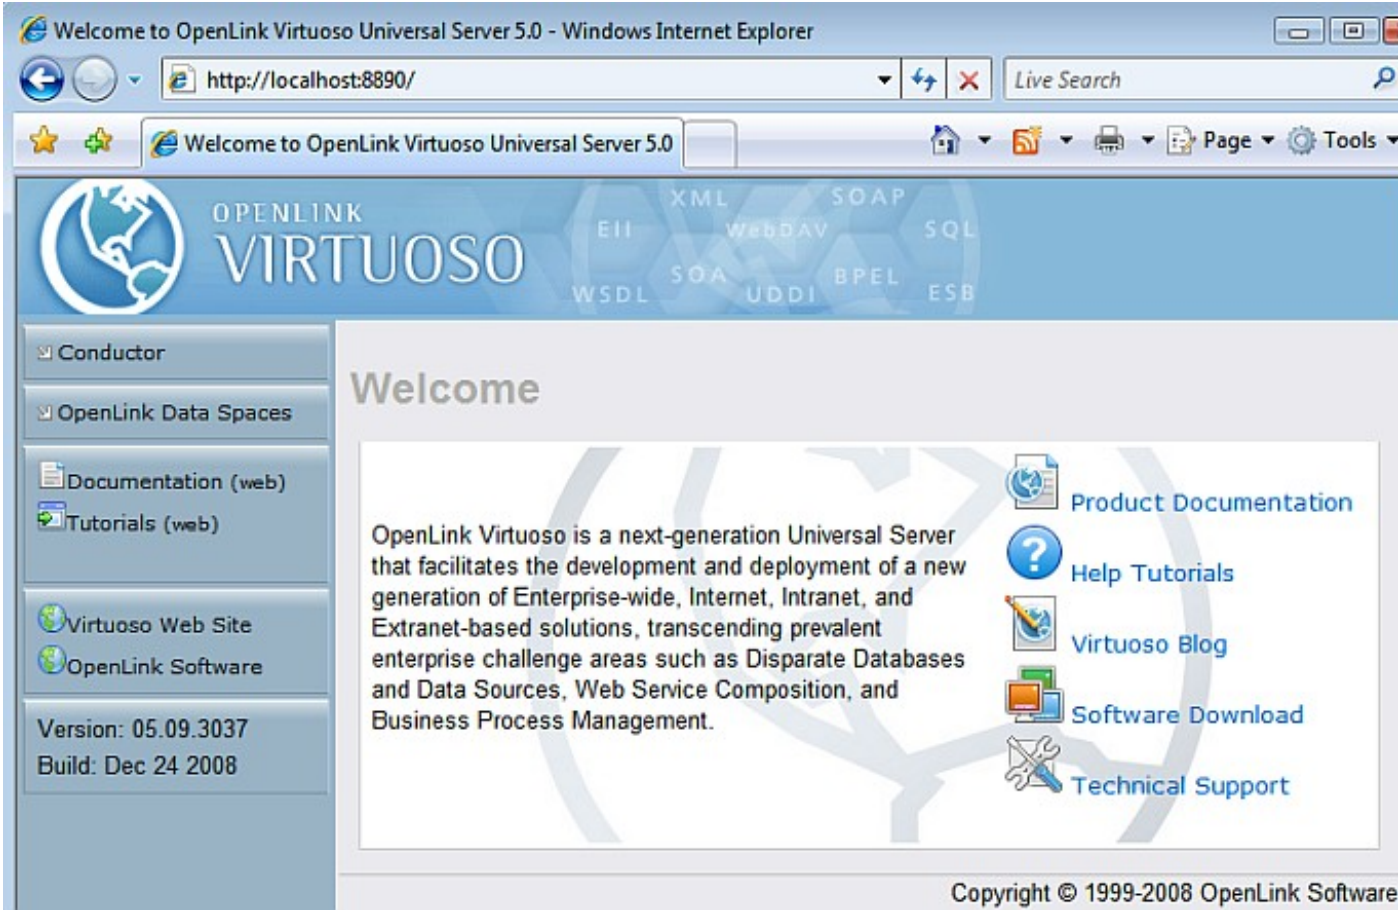 Welcome to OpenLink Virtuoso Universal Server 5.0 - Windows Internet Explorer
http://localhost:8890/
Live Search
Welcome to OpenLink Virtuoso Universal Server 5.0
Page
Tools
OPENLINK
VIRTUOSO
XML SOAP
EII WebDAV SQL
SOA BPEL
WSDL UDDI ESB
Conductor
OpenLink Data Spaces
Documentation (web)
Tutorials (web)
Virtuoso Web Site
OpenLink Software
Version: 05.09.3037
Build: Dec 24 2008
Welcome
OpenLink Virtuoso is a next-generation Universal Server
that facilitates the development and deployment of a new
generation of Enterprise-wide, Internet, Intranet, and
Extranet-based solutions, transcending prevalent
enterprise challenge areas such as Disparate Databases
and Data Sources, Web Service Composition, and
Business Process Management.
Product Documentation
Help Tutorials
Virtuoso Blog
Software Download
Technical Support
Copyright © 1999-2008 OpenLink Software